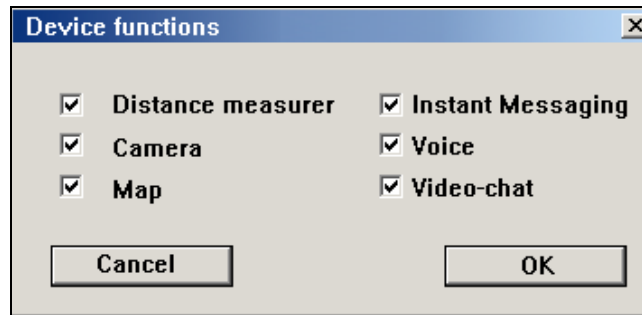 Device functions
Distance measurer
Instant Messaging
Camera
Voice
Map
Video-chat
Cancel
OK